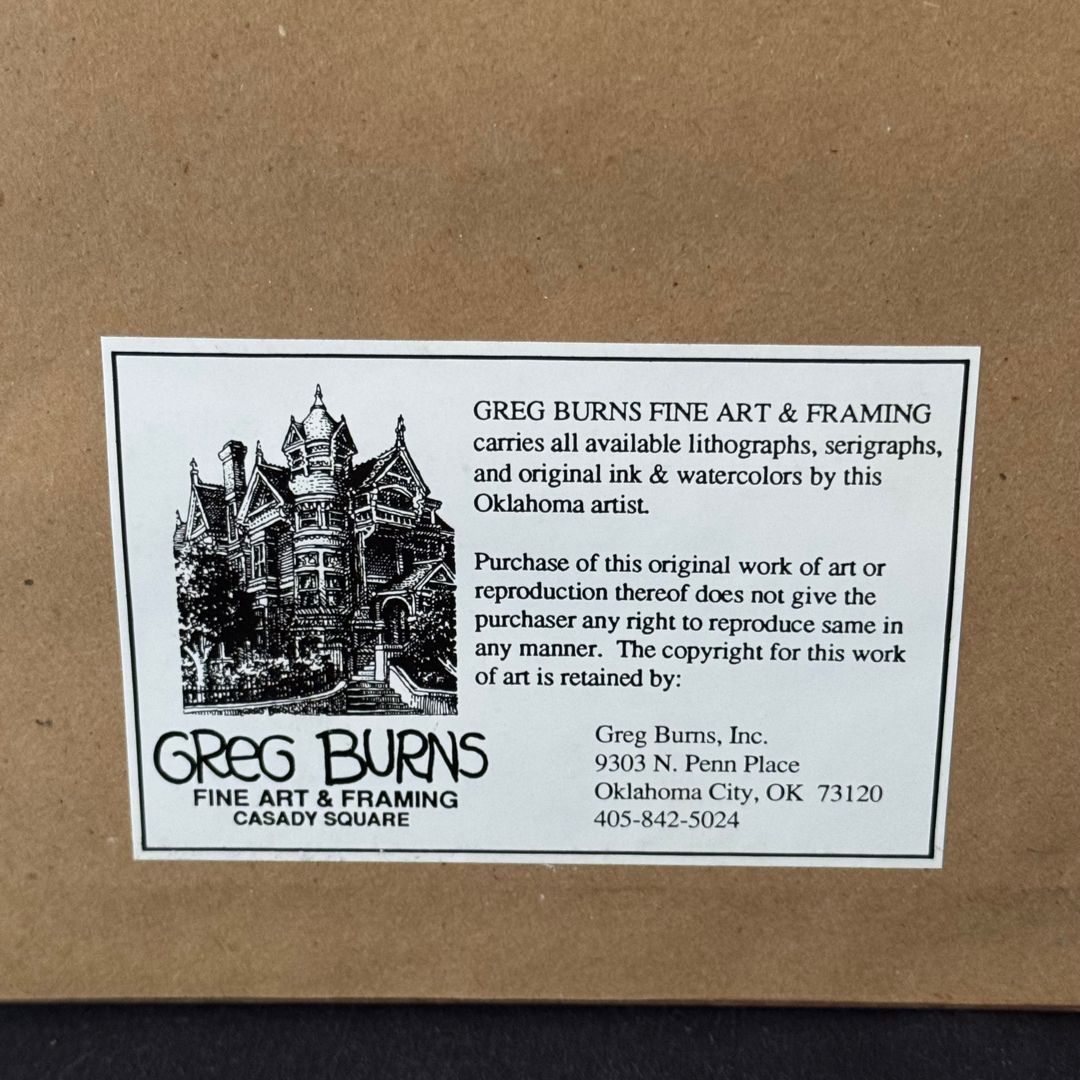 GREG BURNS
FINE ART & FRAMING
CASADY SQUARE
GREG BURNS FINE ART & FRAMING
carries all available lithographs, serigraphs,
and original ink & watercolors by this
Oklahoma artist.
Purchase of this original work of art or
reproduction thereof does not give the
purchaser any right to reproduce same in
any manner. The copyright for this work
of art is retained by:
Greg Burns, Inc.
9303 N. Penn Place
Oklahoma City, OK 73120
405-842-5024